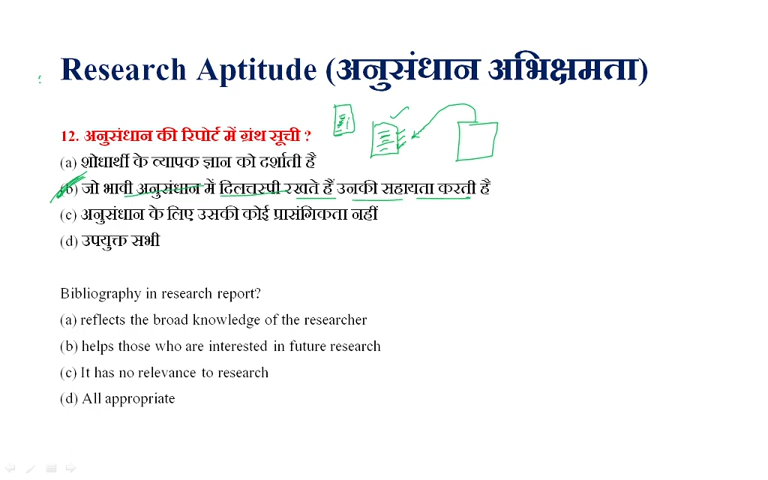 Research Aptitude (अनुसंधान अभिक्षमता)
12. अनुसंधान की रिपोर्ट में ग्रंथ सूची ?
(a) शोधार्थी के व्यापक ज्ञान को दर्शाती है
(b) जो भावी अनुसंधान में दिलचस्पी रखते हैं उनकी सहायता करती है
(c) अनुसंधान के लिए उसकी कोई प्रासंगिकता नहीं
(d) उपयुक्त सभी
Bibliography in research report?
(a) reflects the broad knowledge of the researcher
(b) helps those who are interested in future research
(c) It has no relevance to research
(d) All appropriate